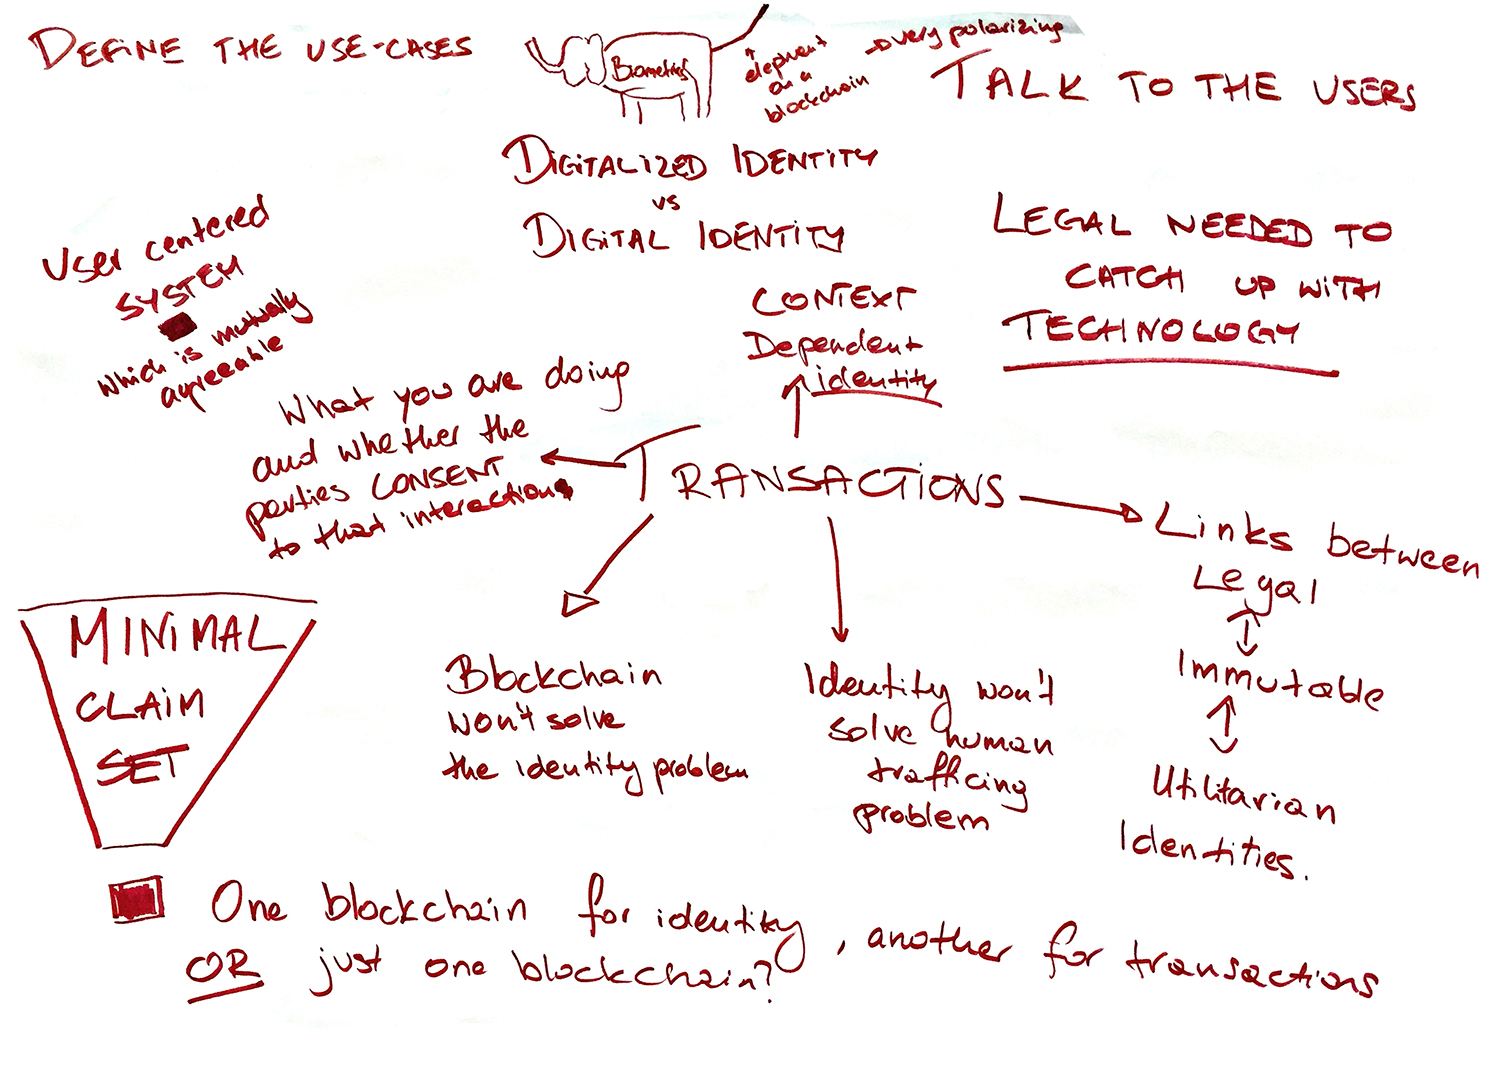 DEFINE THE USE-CASES
Biometrics
elephant
on a
blockchain
→ very polarizing
TALK TO THE USERS
DIGITALIZED IDENTITY
vs
DIGITAL IDENTITY
User centered
SYSTEM
which is mutually
agreeable
LEGAL NEEDED TO
CATCH UP WITH
TECHNOLOGY
CONTEXT
Dependent
identity
What you are doing
and whether the
parties CONSENT
to that interactions
TRANSACTIONS
Links between
Legal
Immutable
Utilitarian
Identities.
MINIMAL
CLAIM
SET
Blockchain
won't solve
the identity problem
Identity won't
solve human
trafficing
problem
One blockchain for identity, another for transactions
OR just one blockchain?